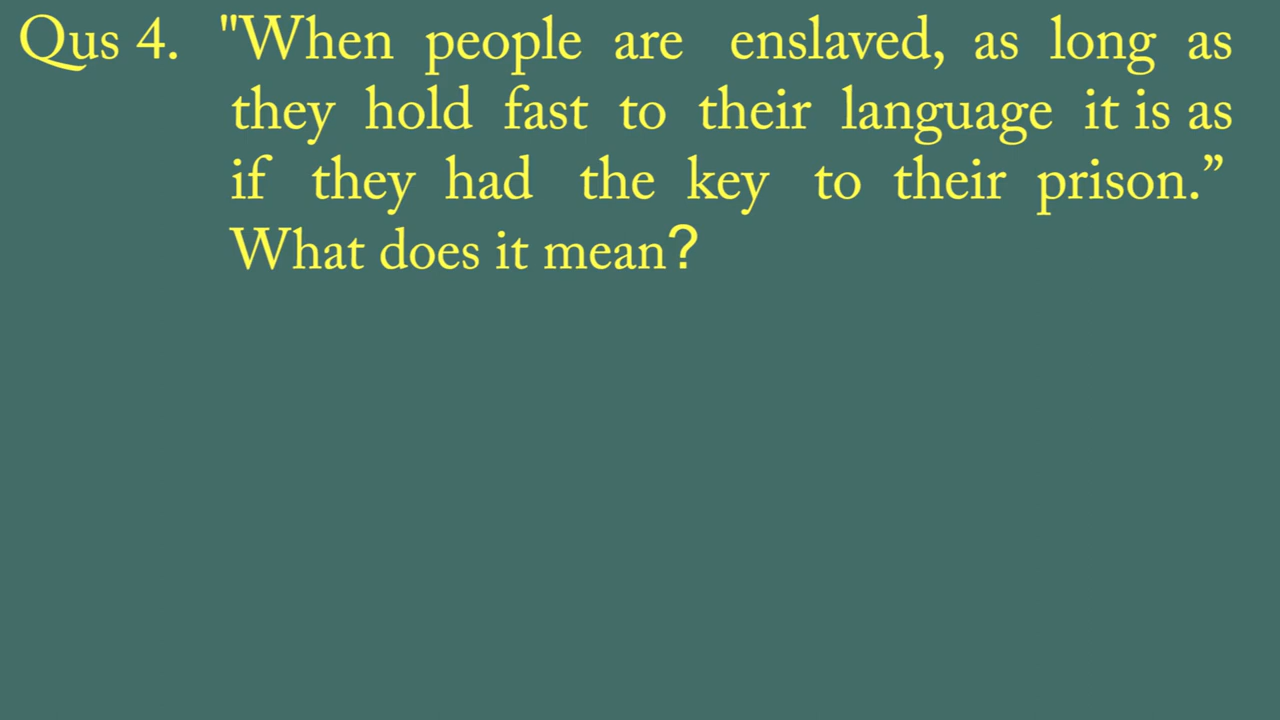 Qus 4. "When people are enslaved, as long as
they hold fast to their language it is as
if they had the key to their prison.”
What does it mean?